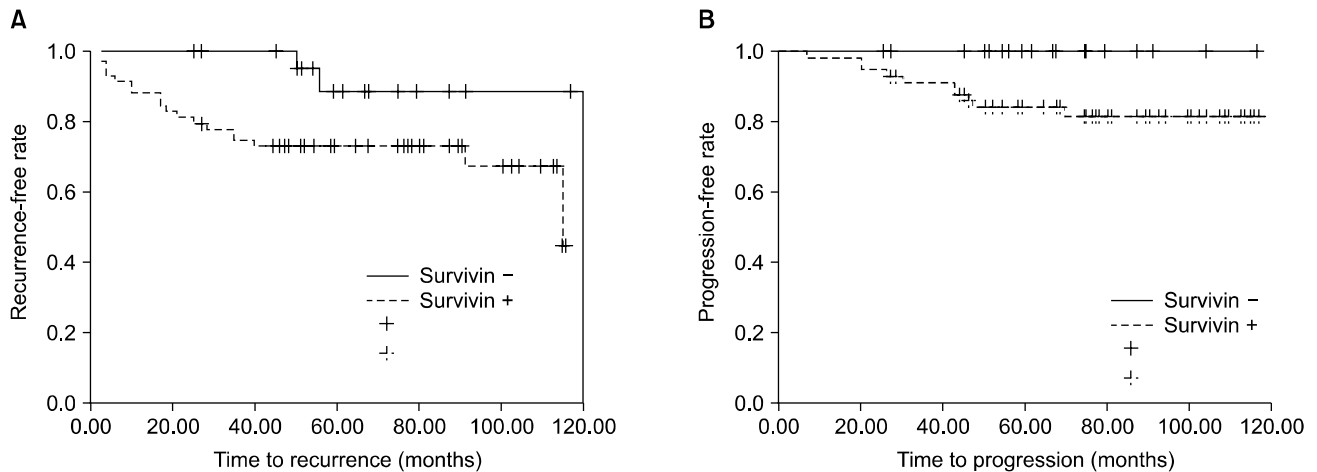 A
Recurrence-free rate
1.0
0.8
0.6
0.4
0.2
0.0
Survivin −
Survivin +
0.00 20.00 40.00 60.00 80.00 100.00 120.00
Time to recurrence (months)
B
Progression-free rate
1.0
0.8
0.6
0.4
0.2
0.0
Survivin −
Survivin +
0.00 20.00 40.00 60.00 80.00 100.00 120.00
Time to progression (months)